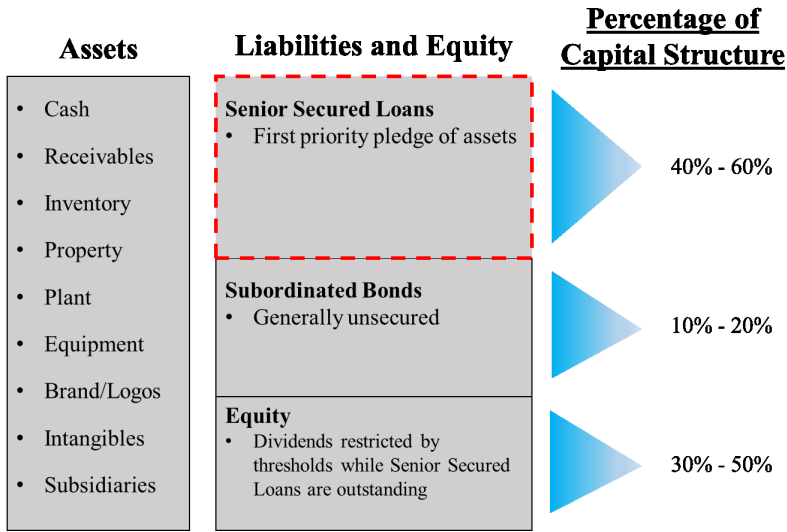 Assets
• Cash
• Receivables
• Inventory
• Property
• Plant
• Equipment
• Brand/Logos
• Intangibles
• Subsidiaries
Liabilities and Equity
Senior Secured Loans
• First priority pledge of assets
Subordinated Bonds
• Generally unsecured
Equity
• Dividends restricted by
thresholds while Senior Secured
Loans are outstanding
Percentage of
Capital Structure
40% - 60%
10% - 20%
30% - 50%